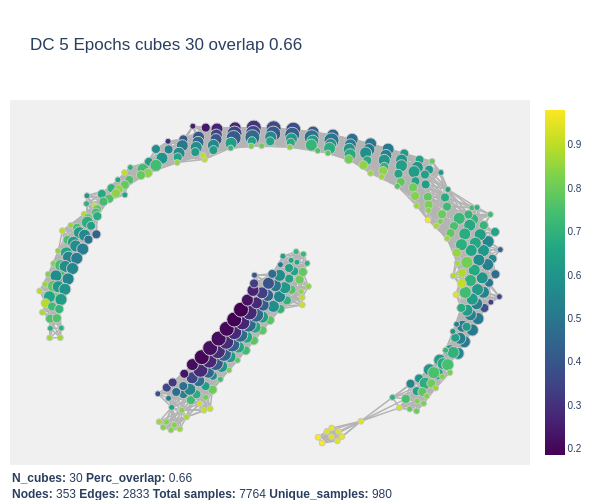 DC 5 Epochs cubes 30 overlap 0.66
0.9
0.8
0.7
0.6
0.5
0.4
0.3
0.2
N_cubes: 30 Perc_overlap: 0.66
Nodes: 353 Edges: 2833 Total samples: 7764 Unique_samples: 980